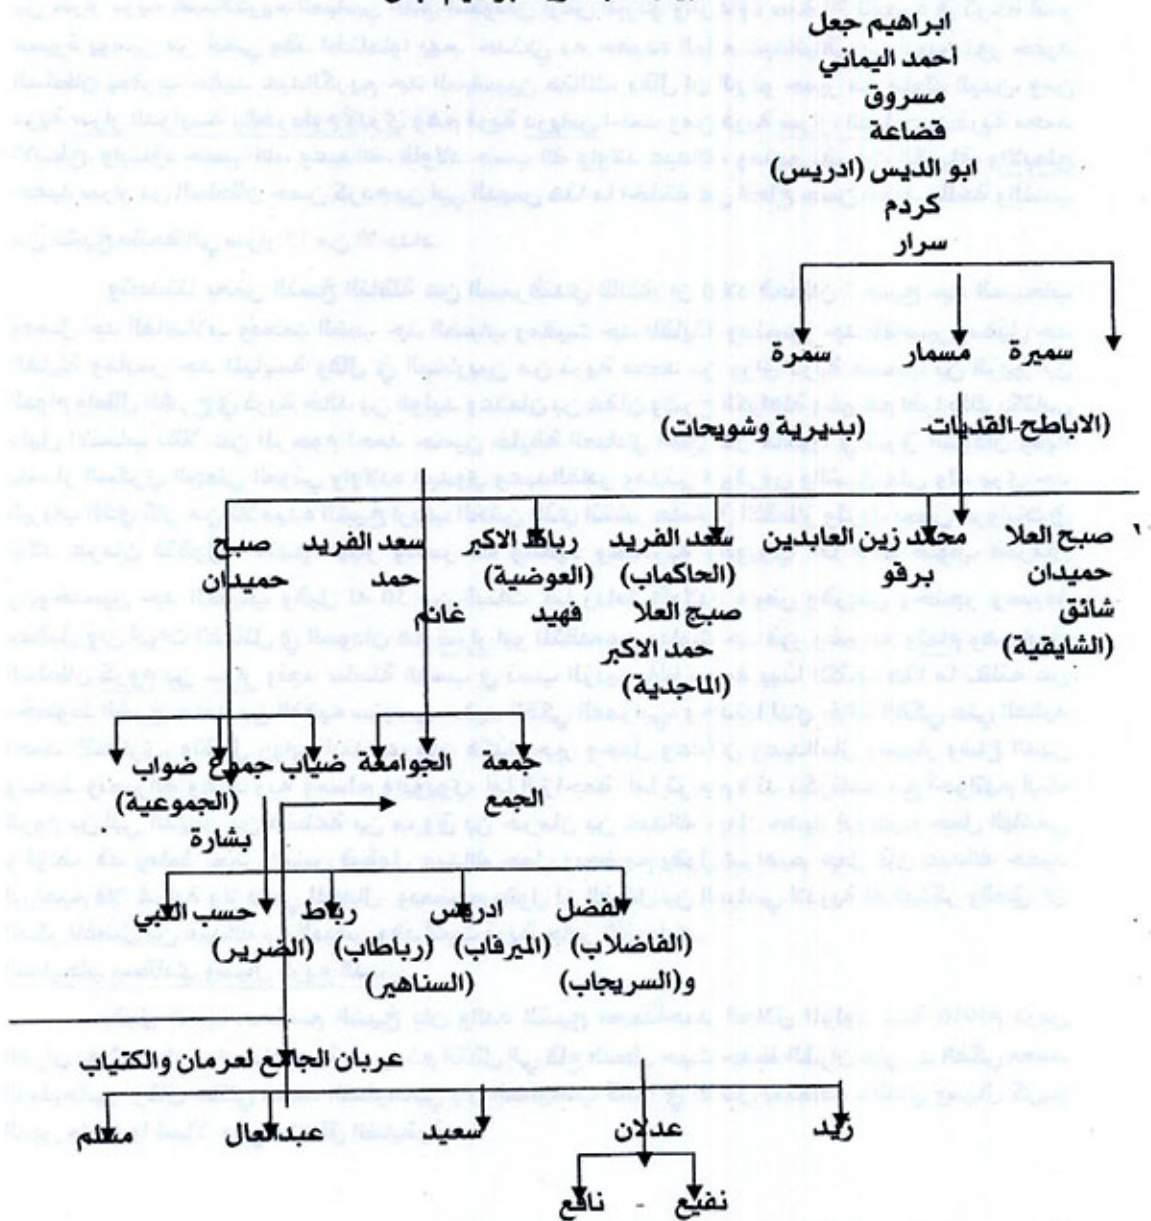 ابراهيم جعل
احمد اليماني
مسروق
قضاعة
ابو الديس (ادريس)
كردم
سرار
سميرة مسمار سمرة
(الاباطح-القديات- (بديرية وشويحات)
صبح العلا محمد زين العابدين سعد الفريد رباط الاكبر سعد الفريد صبح
حميدان برقو (الحاكماب) (العوضية) حمد حميدان
شائق صبح العلا فهيد غانم
(الشايقية) حمد الاكبر
(الماجدية)
جمعة الجوامعة ضياب جموع ضواب
الجمع (الجموعية)
بشارة
الفضل ادريس رباط حسب النبي
(الفاضلاب) (الميرفاب) (رباطاب) (الضرير)
و(السريجاب) (السناهير)
عربان الجامع لعرمان والكتياب
زيد عدلان سعيد عبدالعال مسلم
نفيع - نافع